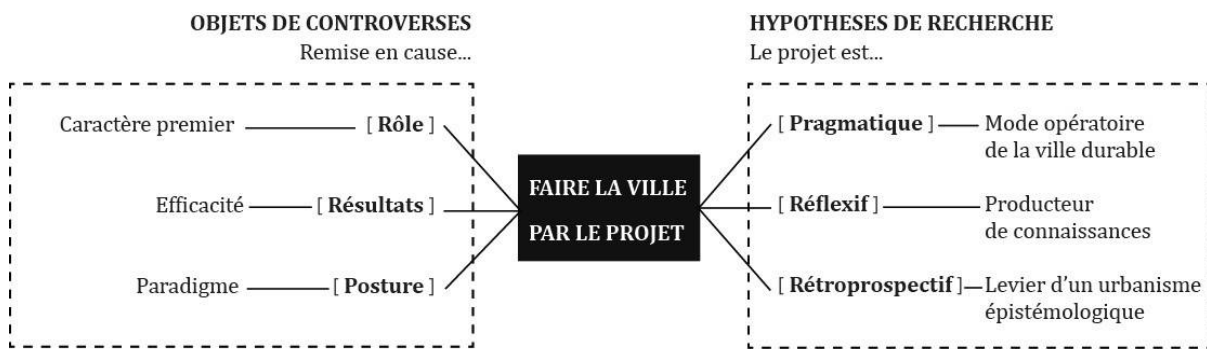 OBJETS DE CONTROVERSES
Remise en cause...
Caractère premier
[ Rôle ]
Efficacité
[ Résultats ]
Paradigme
[ Posture ]
FAIRE LA VILLE
PAR LE PROJET
HYPOTHESES DE RECHERCHE
Le projet est...
[ Pragmatique ]
Mode opératoire
de la ville durable
[ Réflexif ]
Producteur
de connaissances
[ Rétroprospectif ]
Levier d'un urbanisme
épistémologique